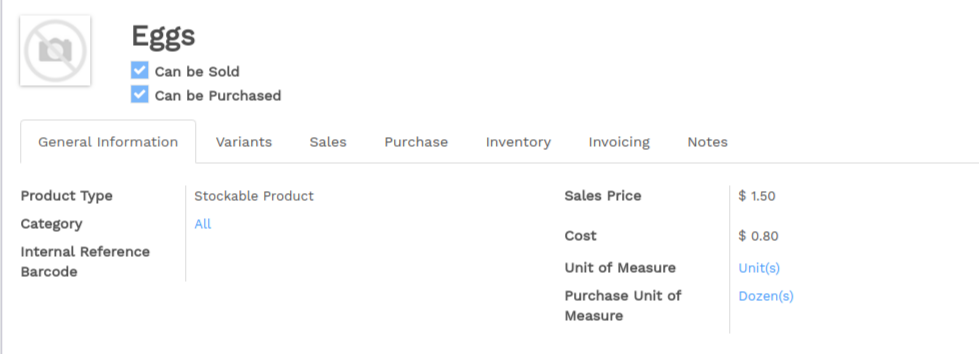 Eggs
Can be Sold
Can be Purchased
General Information Variants Sales Purchase Inventory Invoicing Notes
Product Type Stockable Product
Category All
Internal Reference
Barcode
Sales Price $ 1.50
Cost $ 0.80
Unit of Measure Unit(s)
Purchase Unit of Dozen(s)
Measure